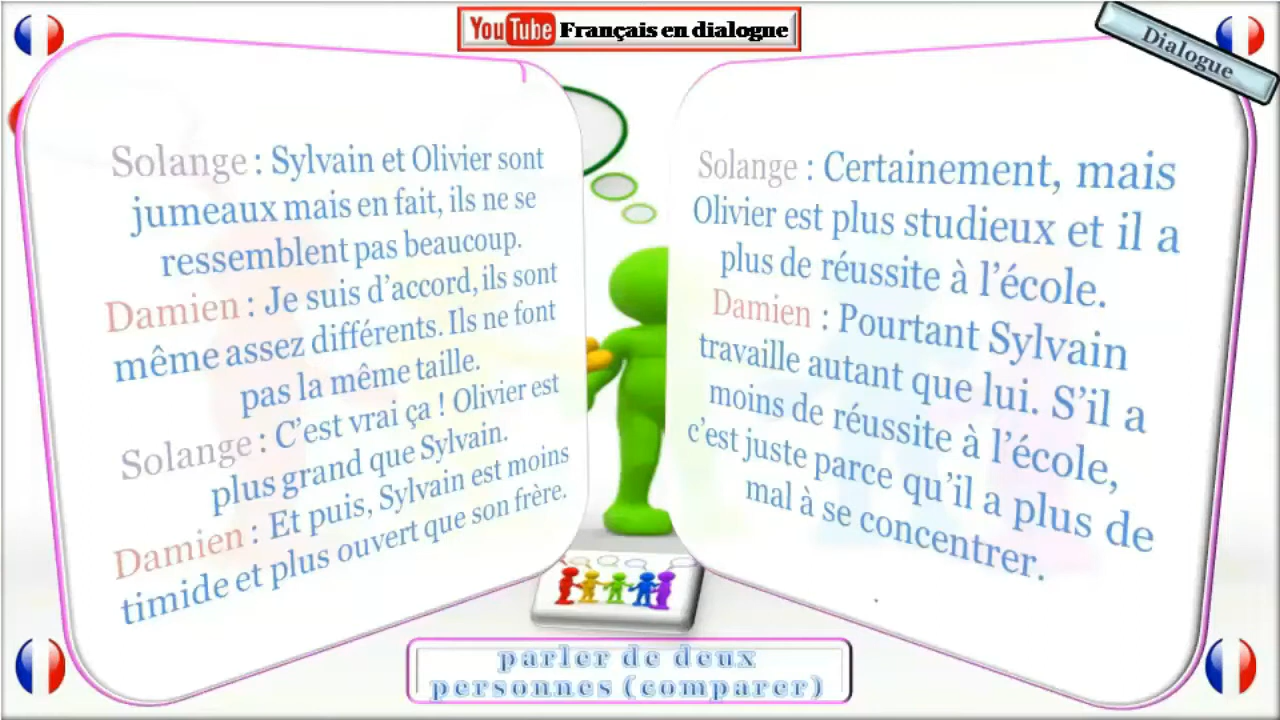 YouTube Français en dialogue
Dialogue
Solange : Sylvain et Olivier sont
jumeaux mais en fait, ils ne se
ressemblent pas beaucoup.
Damien : Je suis d'accord, ils sont
même assez différents. Ils ne font
pas la même taille.
Solange : C'est vrai ça ! Olivier est
plus grand que Sylvain.
Damien : Et puis, Sylvain est moins
timide et plus ouvert que son frère.
Solange : Certainement, mais
Olivier est plus studieux et il a
plus de réussite à l'école.
Damien : Pourtant Sylvain
travaille autant que lui. S'il a
moins de réussite à l'école,
c'est juste parce qu'il a plus de
mal à se concentrer.
parler de deux
personnes (comparer)